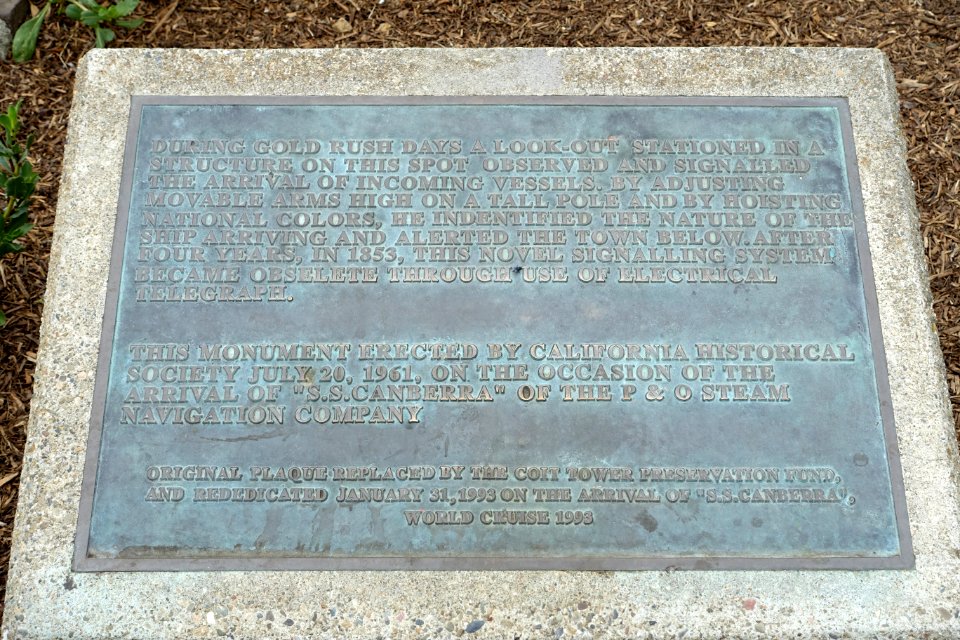 DURING GOLD RUSH DAYS A LOOK-OUT STATIONED IN A
STRUCTURE ON THIS SPOT OBSERVED AND SIGNALLED
THE ARRIVAL OF INCOMING VESSELS. BY ADJUSTING
MOVABLE ARMS HIGH ON A TALL POLE AND BY HOISTING
NATIONAL COLORS, HE INDENTIFIED THE NATURE OF THE
SHIP ARRIVING AND ALERTED THE TOWN BELOW. AFTER
FOUR YEARS, IN 1853, THIS NOVEL SIGNALLING SYSTEM
BECAME OBSELETE THROUGH USE OF ELECTRICAL
TELEGRAPH.
THIS MONUMENT ERECTED BY CALIFORNIA HISTORICAL
SOCIETY JULY 20, 1961, ON THE OCCASION OF THE
ARRIVAL OF "S.S.CANBERRA" OF THE P & O STEAM
NAVIGATION COMPANY
ORIGINAL PLAQUE REPLACED BY THE COIT TOWER PRESERVATION FUND,
AND REDEDICATED JANUARY 31, 1993 ON THE ARRIVAL OF "S.S.CANBERRA",
WORLD CRUISE 1993